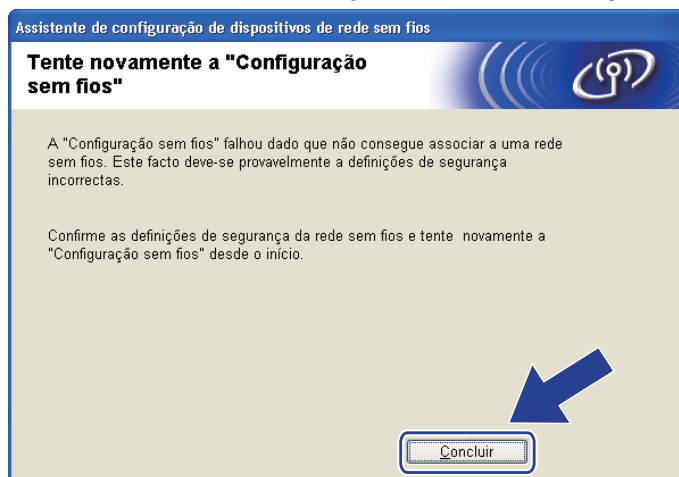 Assistente de configuração de dispositivos de rede sem fios
Tente novamente a "Configuração
sem fios"
A "Configuração sem fios" falhou dado que não consegue associar a uma rede
sem fios. Este facto deve-se provavelmente a definições de segurança
incorrectas.
Confirme as definições de segurança da rede sem fios e tente novamente a
"Configuração sem fios" desde o início.
Concluir